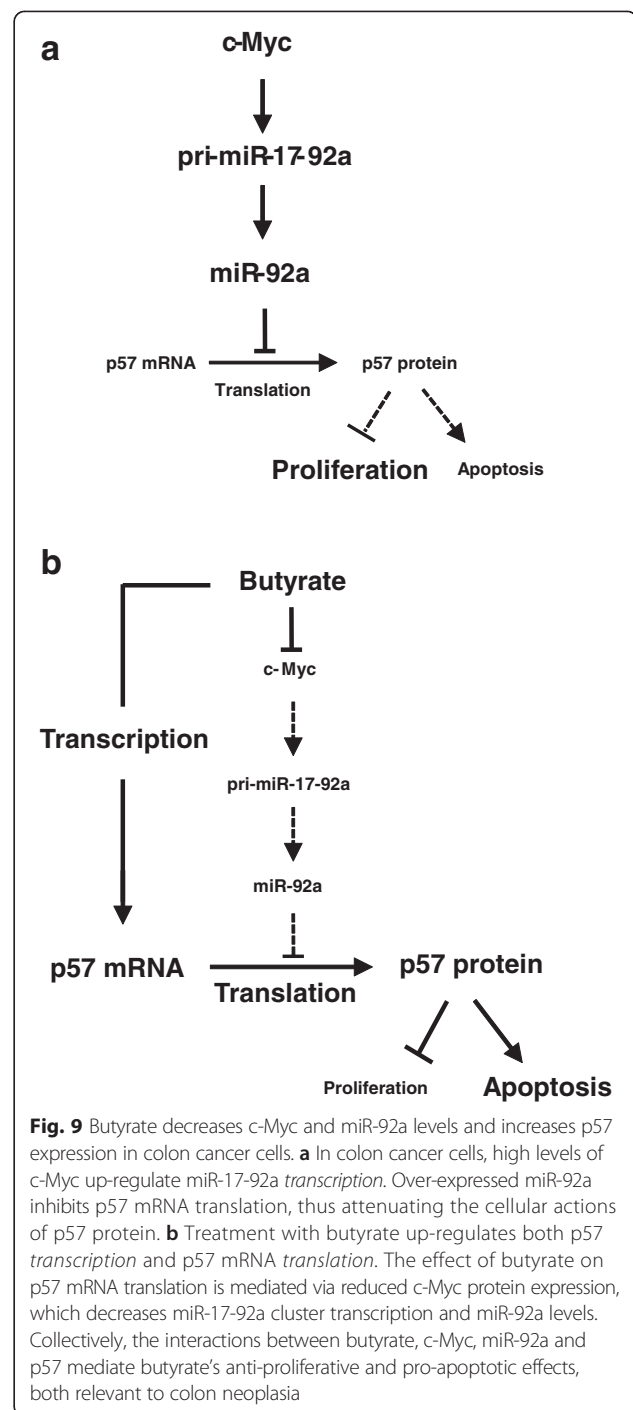 a
c-Myc
pri-miR-17-92a
miR-92a
p57 mRNA
p57 protein
Translation
Proliferation
Apoptosis
b
Butyrate
c-Myc
Transcription
pri-miR-17-92a
miR-92a
p57 mRNA
p57 protein
Translation
Proliferation
Apoptosis
Fig. 9 Butyrate decreases c-Myc and miR-92a levels and increases p57
expression in colon cancer cells. a In colon cancer cells, high levels of
c-Myc up-regulate miR-17-92a transcription. Over-expressed miR-92a
inhibits p57 mRNA translation, thus attenuating the cellular actions
of p57 protein. b Treatment with butyrate up-regulates both p57
transcription and p57 mRNA translation. The effect of butyrate on
p57 mRNA translation is mediated via reduced c-Myc protein expression,
which decreases miR-17-92a cluster transcription and miR-92a levels.
Collectively, the interactions between butyrate, c-Myc, miR-92a and
p57 mediate butyrate's anti-proliferative and pro-apoptotic effects,
both relevant to colon neoplasia